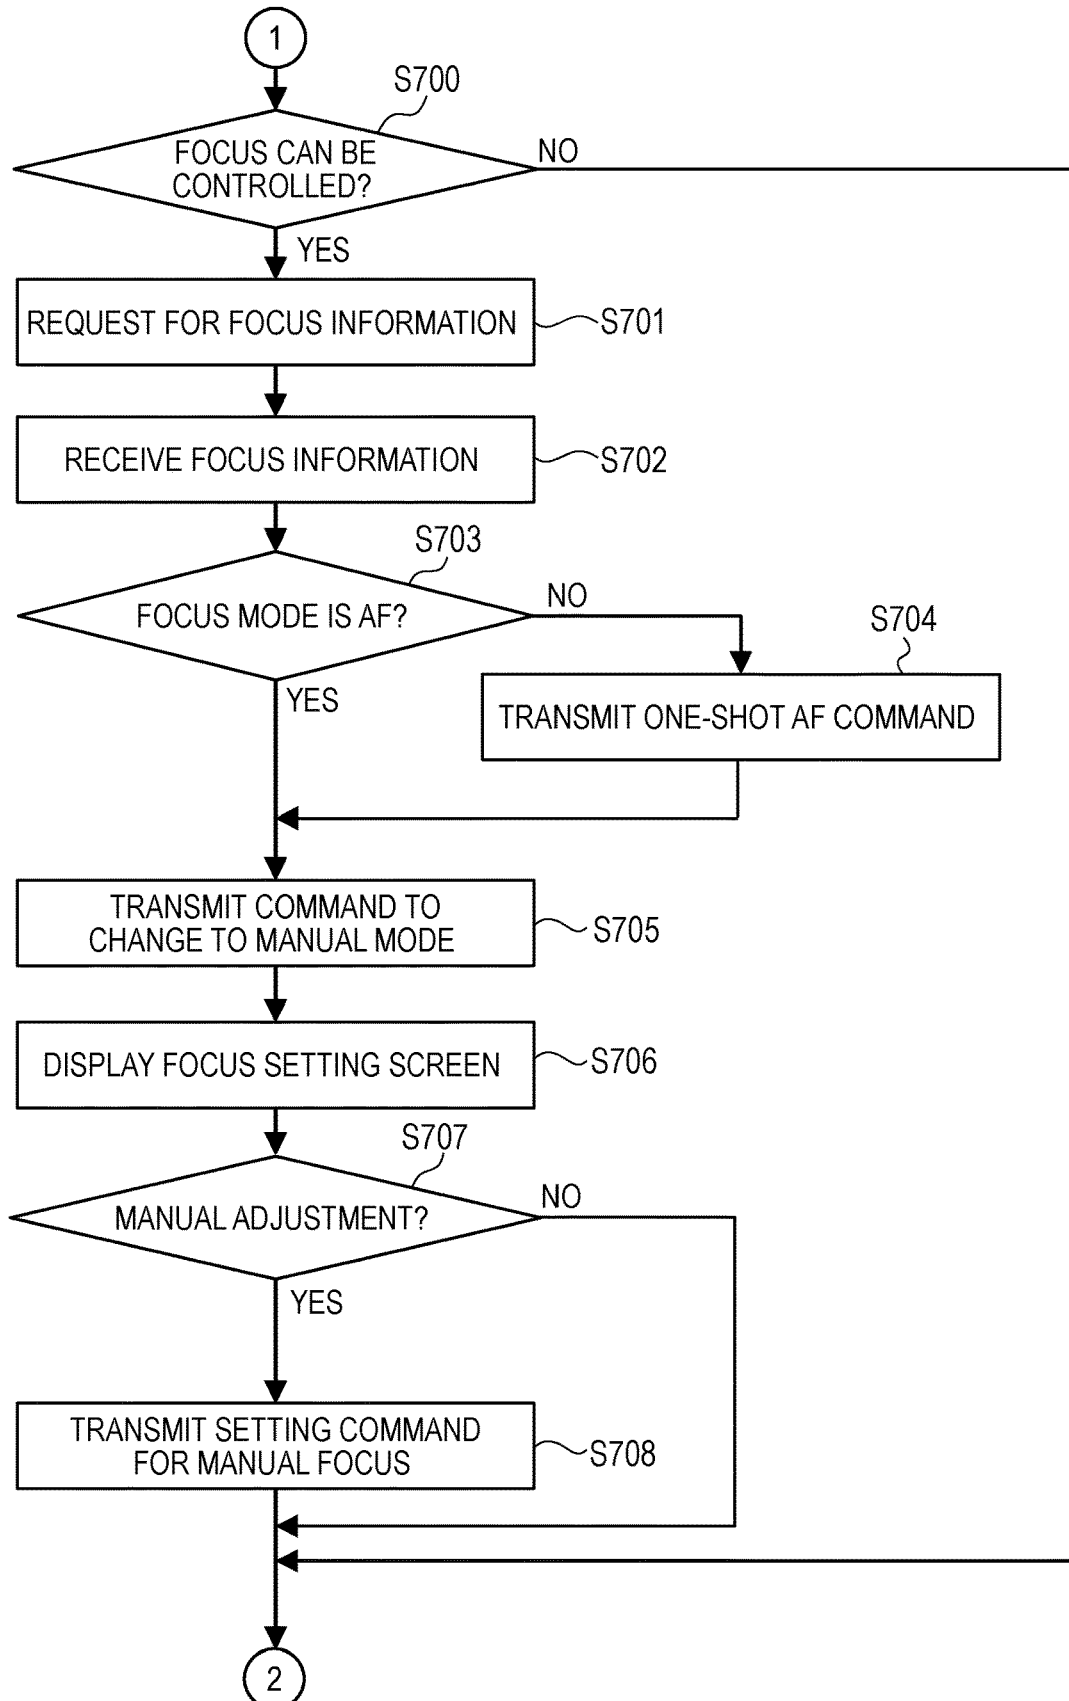 1
S700
FOCUS CAN BE
CONTROLLED?
NO
YES
REQUEST FOR FOCUS INFORMATION
S701
RECEIVE FOCUS INFORMATION
S702
S703
FOCUS MODE IS AF?
NO
YES
S704
TRANSMIT ONE-SHOT AF COMMAND
TRANSMIT COMMAND TO
CHANGE TO MANUAL MODE
S705
DISPLAY FOCUS SETTING SCREEN
S706
S707
MANUAL ADJUSTMENT?
NO
YES
TRANSMIT SETTING COMMAND
FOR MANUAL FOCUS
S708
2